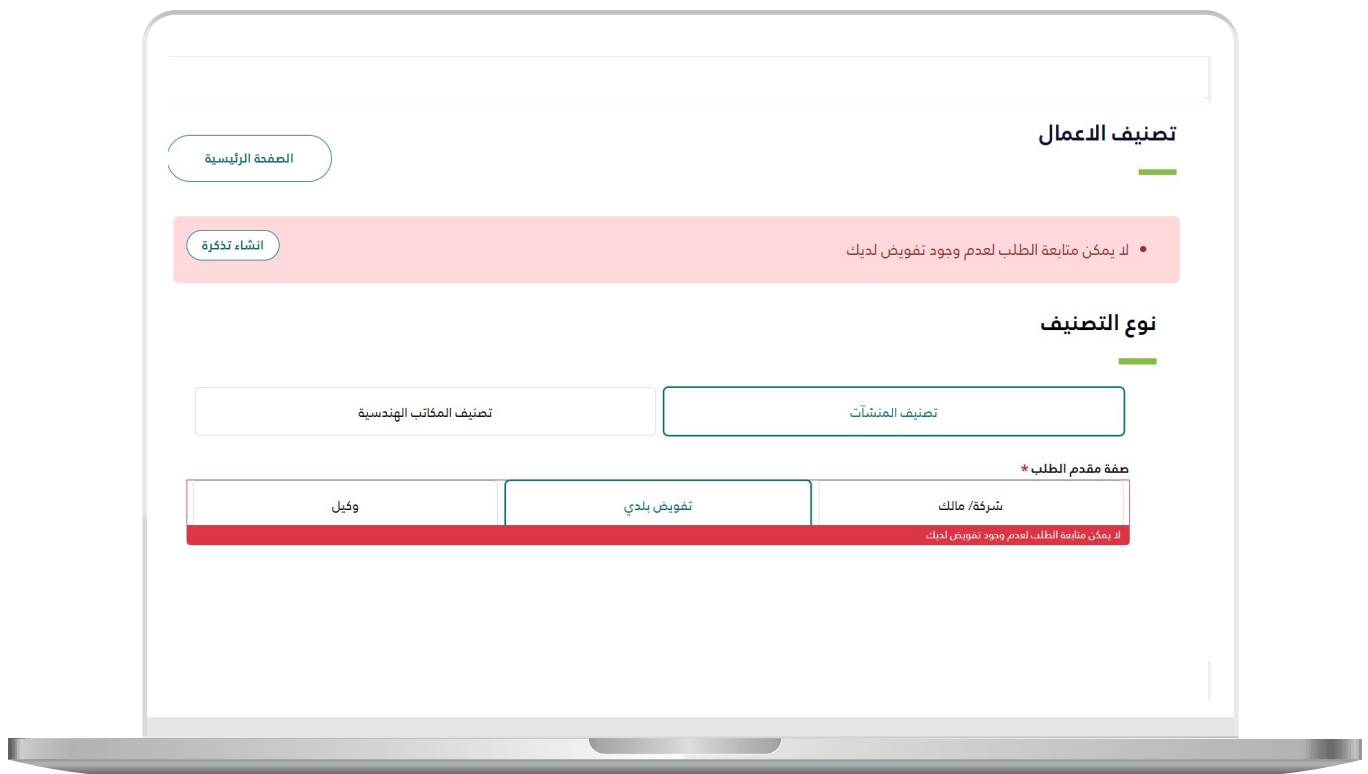 تصنيف الاعمال
الصفحة الرئيسية
لا يمكن متابعة الطلب لعدم وجود تفويض لديك
انشاء تذكرة
نوع التصنيف
تصنيف المنشآت
تصنيف المكاتب الهندسية
صفة مقدم الطلب *
شركة/ مالك
تفويض بلدي
وكيل
لا يمكن متابعة الطلب لعدم وجود تفويض لديك